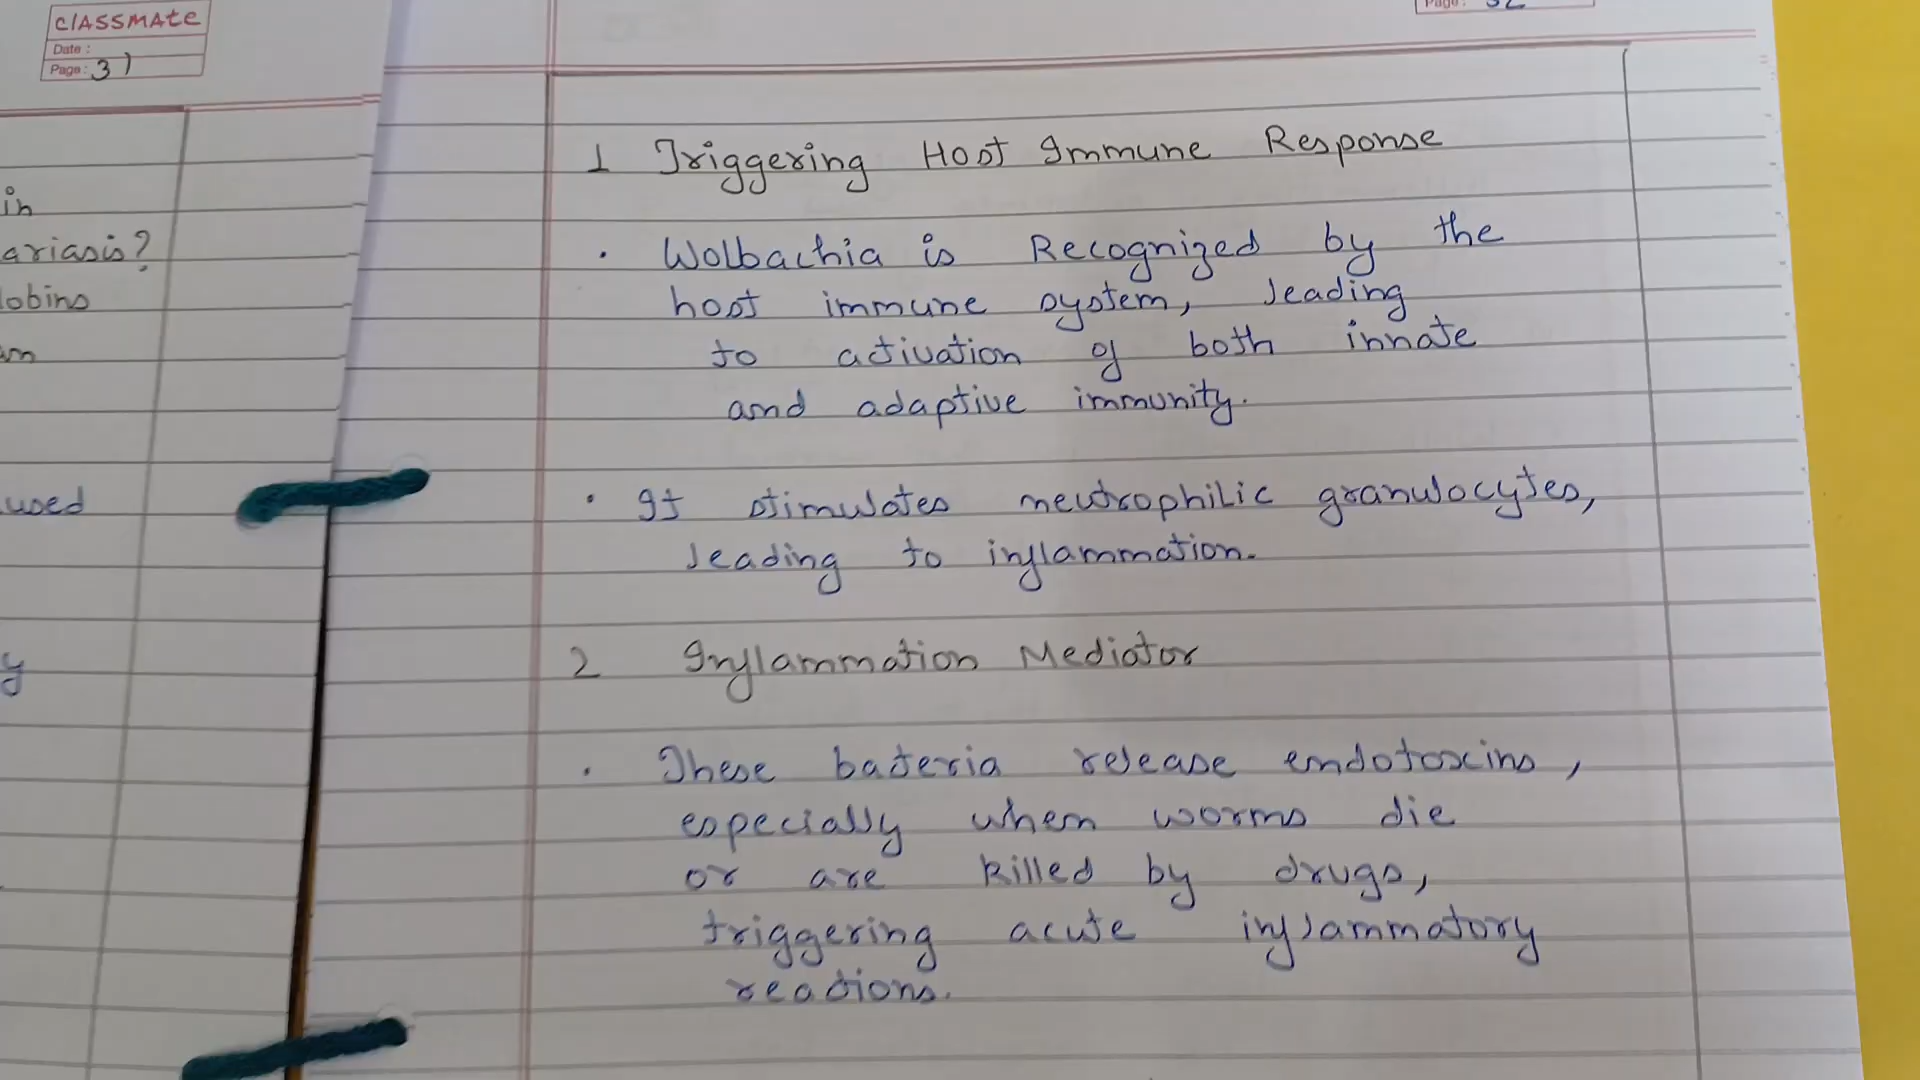 classmate
Date :
Page : 31
in
ariasis?
lobins
an
used
y
Page :
1 Triggering Host Immune Response
. Wolbachia is Recognized by the
host immune system, leading
to activation of both innate
and adaptive immunity.
. It stimulates neutrophilic granulocytes,
leading to inflammation.
2 Inflammation Mediator
. These bateria release endotoxins,
especially when worms die
or are killed by drugs,
triggering acute inflammatory
reactions.